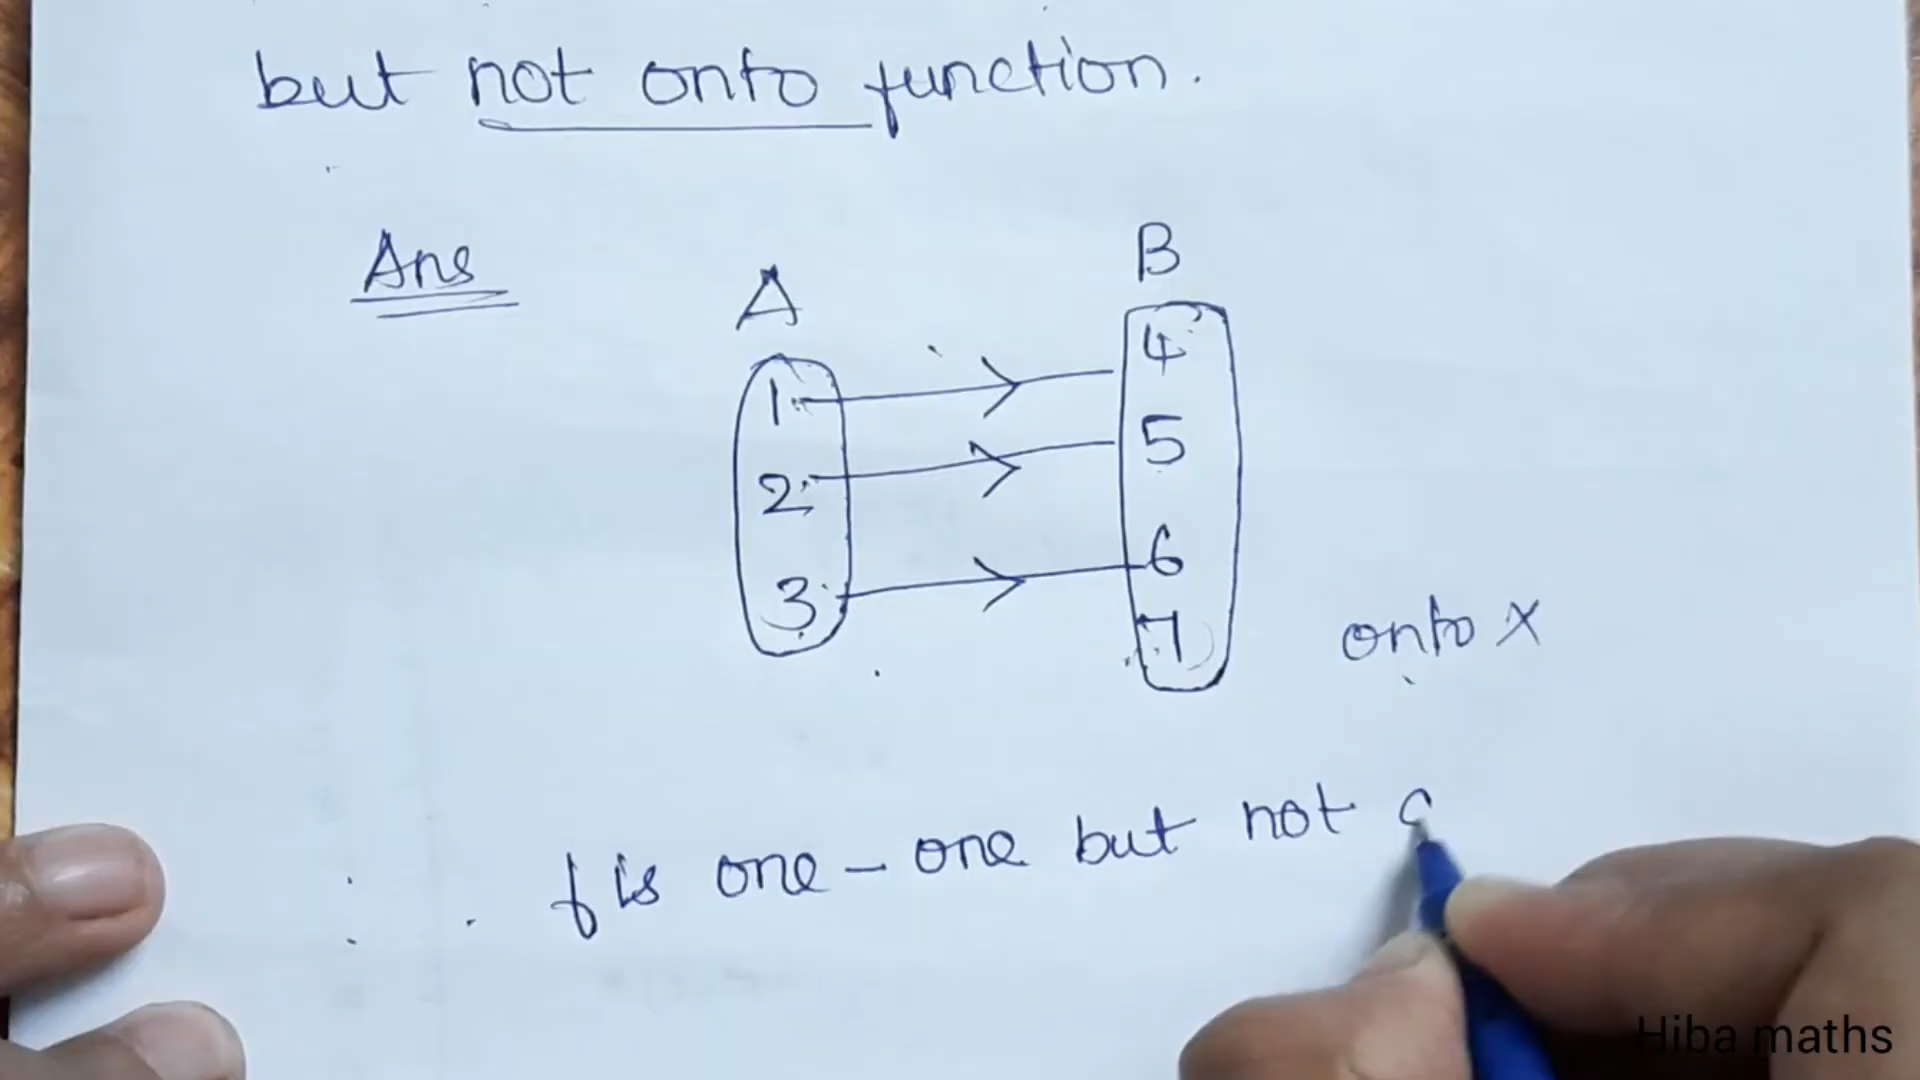 but not onto function.
Ans
A
B
1
4
2
5
3
6
7
onto x
∴ f is one - one but not o
Hiba maths